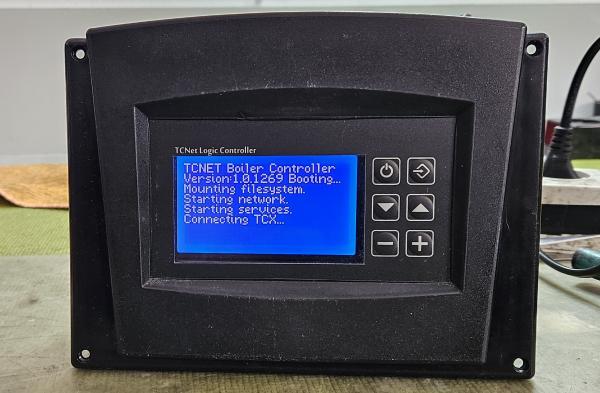 TCNet Logic Controller
TCNET Boiler Controller
Version:1.0.1269 Booting...
Mounting filesystem.
Starting network.
Starting services.
Connecting TCX...